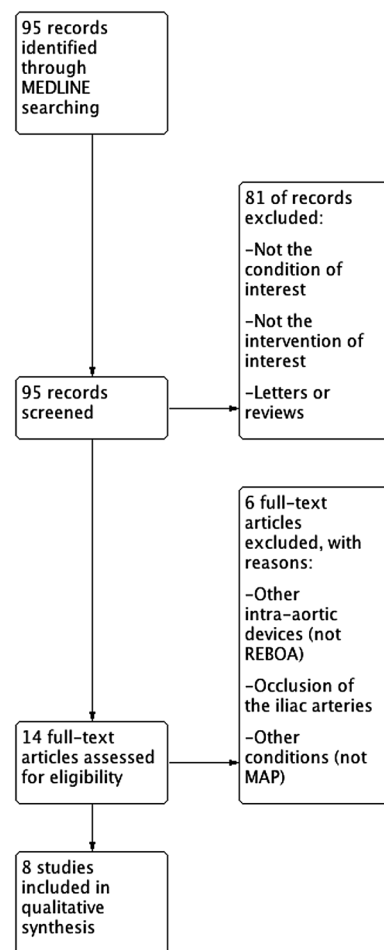 95 records
identified
through
MEDLINE
searching
81 of records
excluded:
-Not the
condition of
interest
-Not the
intervention of
interest
-Letters or
reviews
95 records
screened
6 full-text
articles
excluded, with
reasons:
-Other
intra-aortic
devices (not
REBOA)
-Occlusion of
the iliac arteries
-Other
conditions (not
MAP)
14 full-text
articles assessed
for eligibility
8 studies
included in
qualitative
synthesis